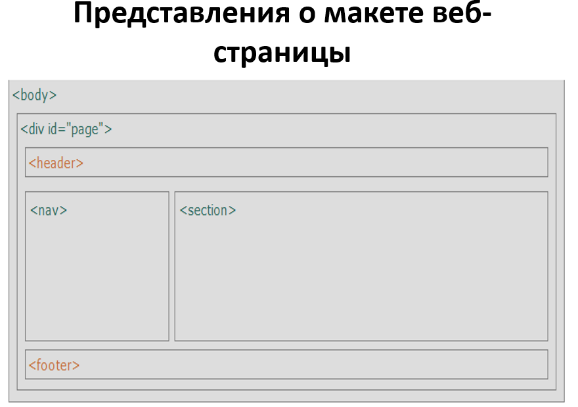 Представления о макете веб-
страницы
<body>
<div id="page">
<header>
<nav>
<section>
<footer>